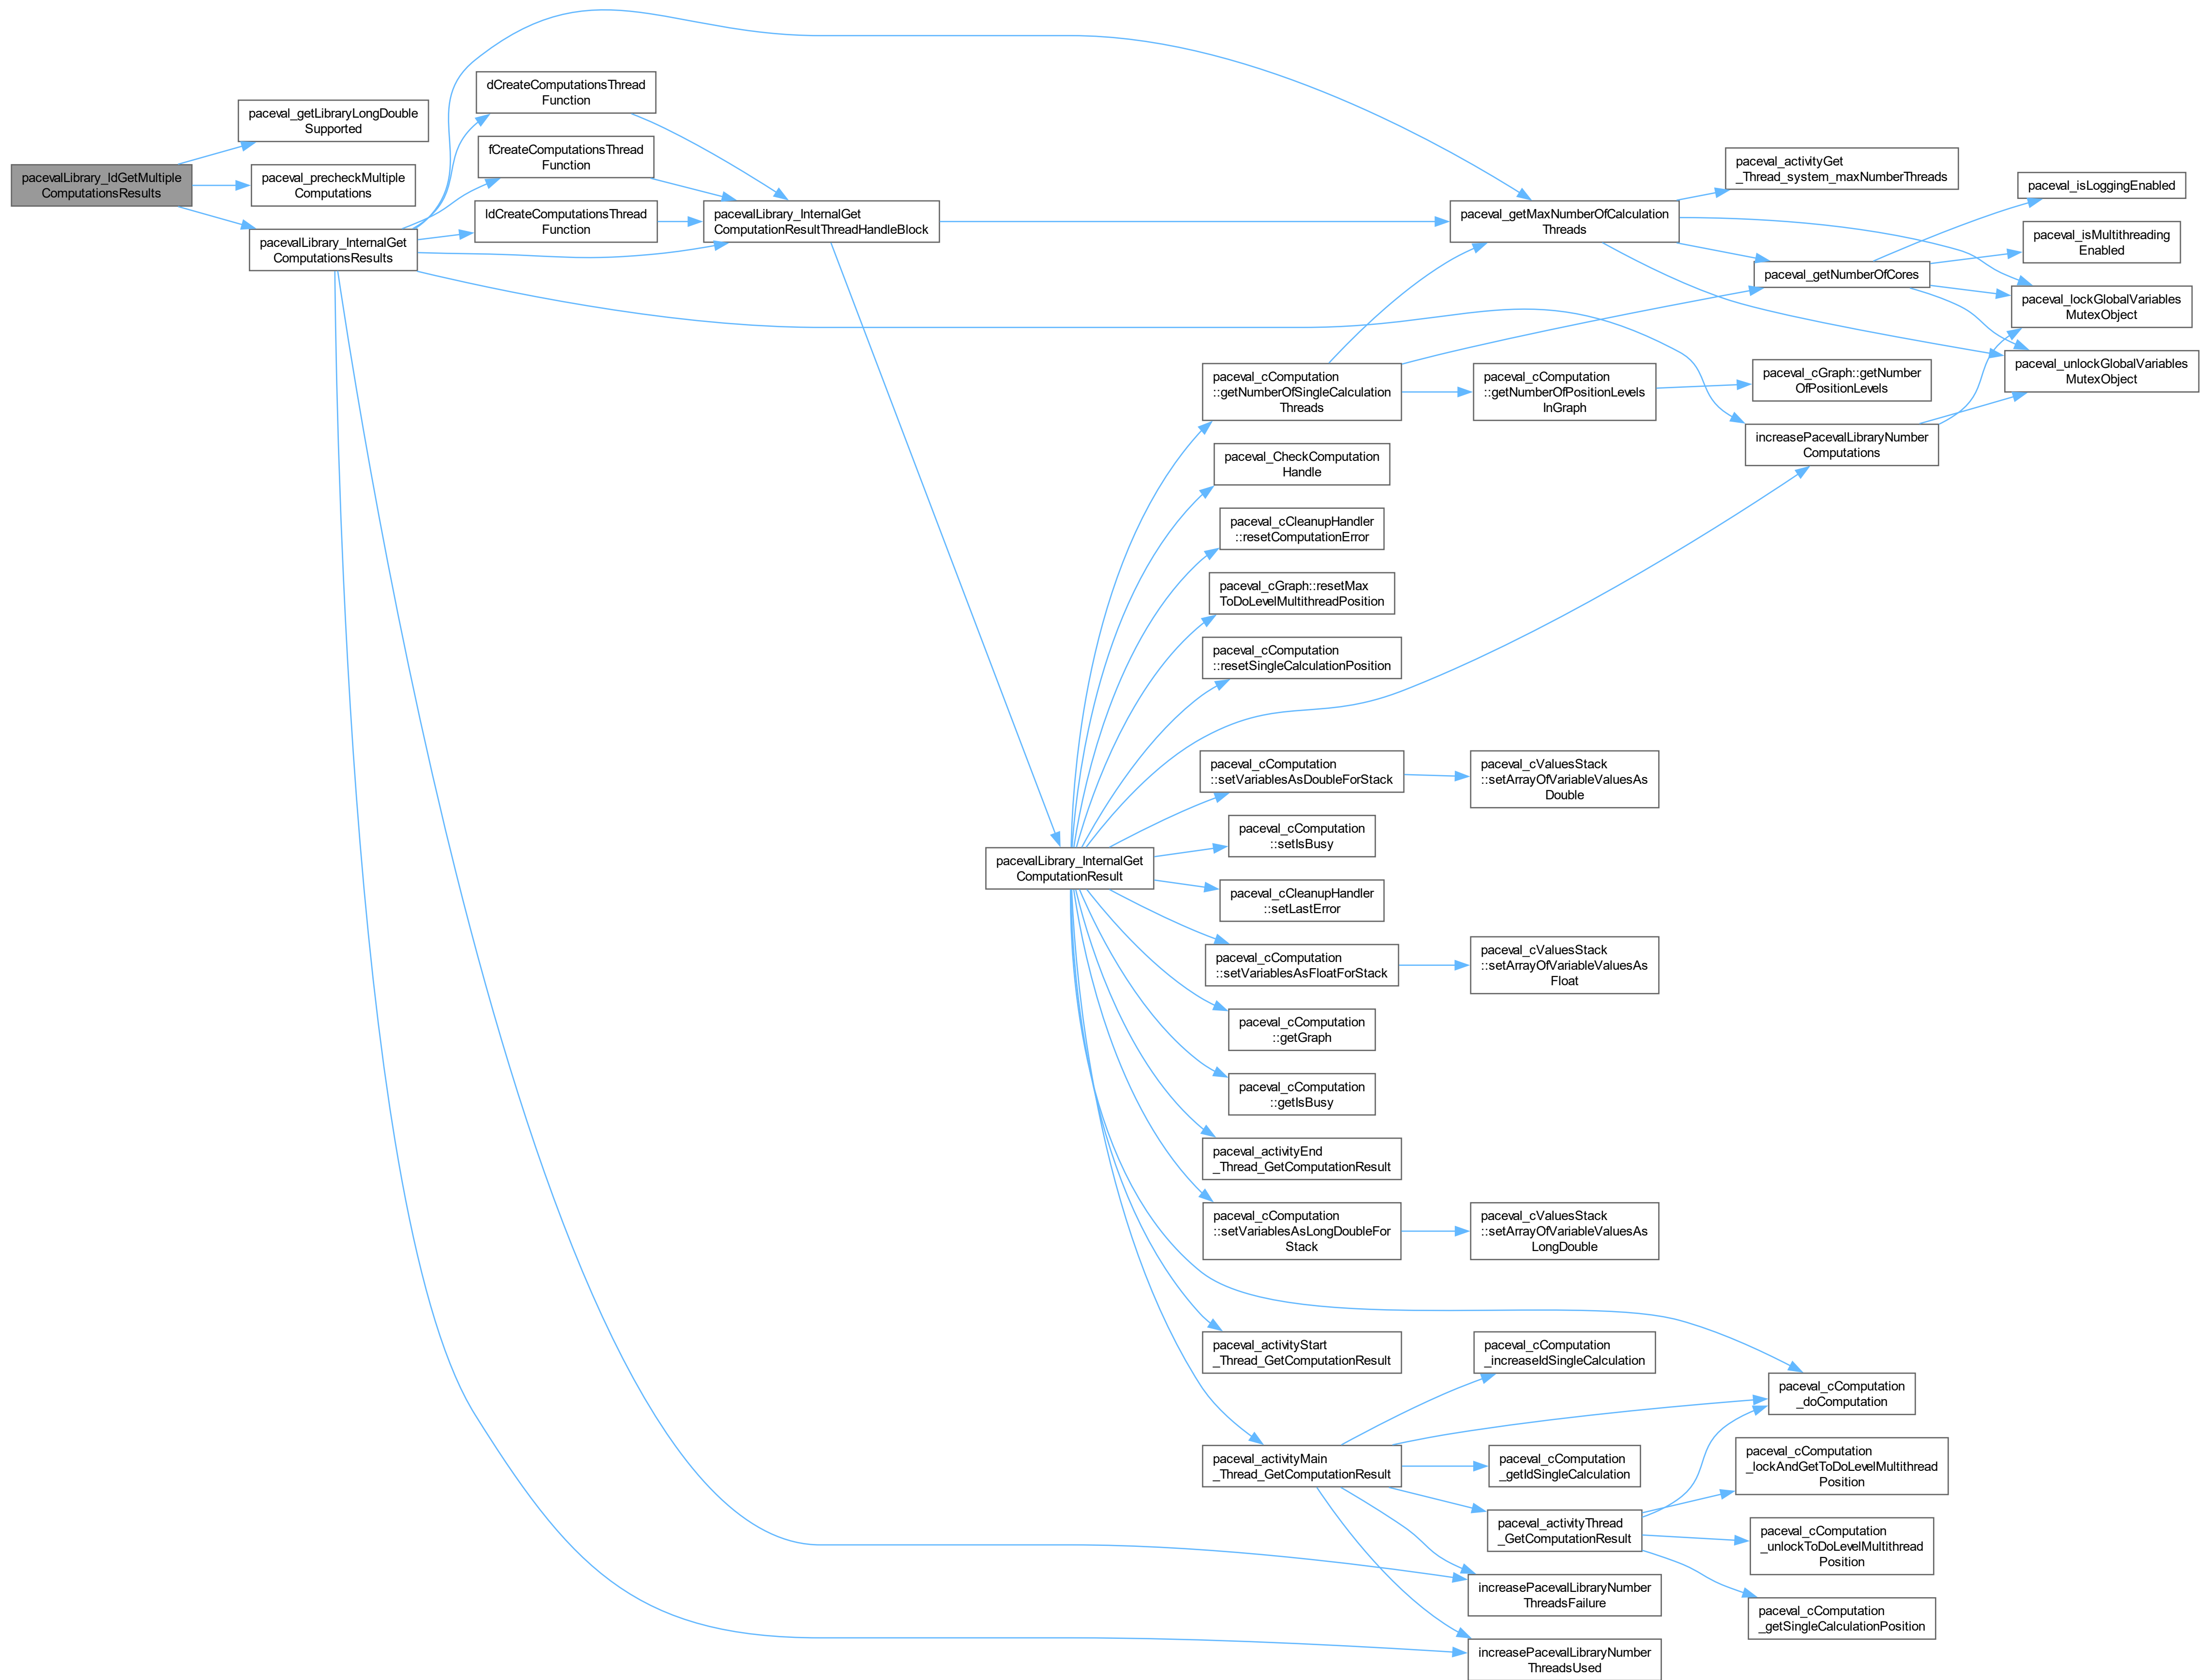 pacevalLibrary_ldGetMultiple
ComputationsResults
paceval_getLibraryLongDouble
Supported
paceval_precheckMultiple
Computations
pacevalLibrary_InternalGet
ComputationsResults
dCreateComputationsThread
Function
fCreateComputationsThread
Function
ldCreateComputationsThread
Function
pacevalLibrary_InternalGet
ComputationResultThreadHandleBlock
pacevalLibrary_InternalGet
ComputationResult
paceval_cComputation
::getNumberOfSingleCalculation
Threads
paceval_CheckComputation
Handle
paceval_cCleanupHandler
::resetComputationError
paceval_cGraph::resetMax
ToDoLevelMultithreadPosition
paceval_cComputation
::resetSingleCalculationPosition
paceval_cComputation
::setVariablesAsDoubleForStack
paceval_cComputation
::setIsBusy
paceval_cCleanupHandler
::setLastError
paceval_cComputation
::setVariablesAsFloatForStack
paceval_cComputation
::getGraph
paceval_cComputation
::getIsBusy
paceval_activityEnd
_Thread_GetComputationResult
paceval_cComputation
::setVariablesAsLongDoubleFor
Stack
paceval_activityStart
_Thread_GetComputationResult
paceval_activityMain
_Thread_GetComputationResult
paceval_getMaxNumberOfCalculation
Threads
paceval_cComputation
::getNumberOfPositionLevels
InGraph
paceval_cValuesStack
::setArrayOfVariableValuesAs
Double
paceval_cValuesStack
::setArrayOfVariableValuesAs
Float
paceval_cValuesStack
::setArrayOfVariableValuesAs
LongDouble
paceval_cComputation
_increaseIdSingleCalculation
paceval_cComputation
_getIdSingleCalculation
paceval_activityThread
_GetComputationResult
increasePacevalLibraryNumber
ThreadsFailure
increasePacevalLibraryNumber
ThreadsUsed
paceval_activityGet
_Thread_system_maxNumberThreads
paceval_getNumberOfCores
paceval_cGraph::getNumber
OfPositionLevels
increasePacevalLibraryNumber
Computations
paceval_cComputation
_doComputation
paceval_cComputation
_lockAndGetToDoLevelMultithread
Position
paceval_cComputation
_unlockToDoLevelMultithread
Position
paceval_cComputation
_getSingleCalculationPosition
paceval_isLoggingEnabled
paceval_isMultithreading
Enabled
paceval_lockGlobalVariables
MutexObject
paceval_unlockGlobalVariables
MutexObject